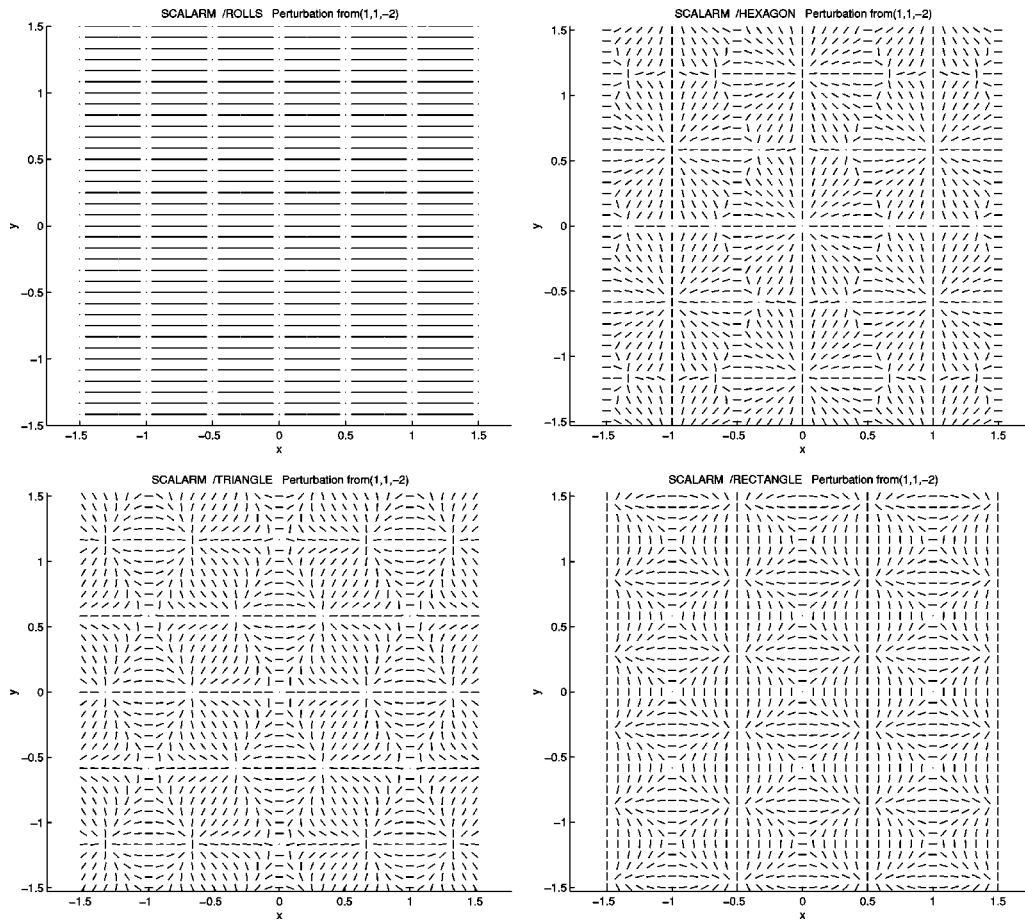 SCALARM /ROLLS Perturbation from(1,1,−2)
1.5
1
0.5
0
−0.5
−1
−1.5
y
−1.5 −1 −0.5 0 0.5 1 1.5
x
SCALARM /HEXAGON Perturbation from(1,1,−2)
1.5
1
0.5
0
−0.5
−1
−1.5
y
−1.5 −1 −0.5 0 0.5 1 1.5
x
SCALARM /TRIANGLE Perturbation from(1,1,−2)
1.5
1
0.5
0
−0.5
−1
−1.5
y
−1.5 −1 −0.5 0 0.5 1 1.5
x
SCALARM /RECTANGLE Perturbation from(1,1,−2)
1.5
1
0.5
0
−0.5
−1
−1.5
y
−1.5 −1 −0.5 0 0.5 1 1.5
x